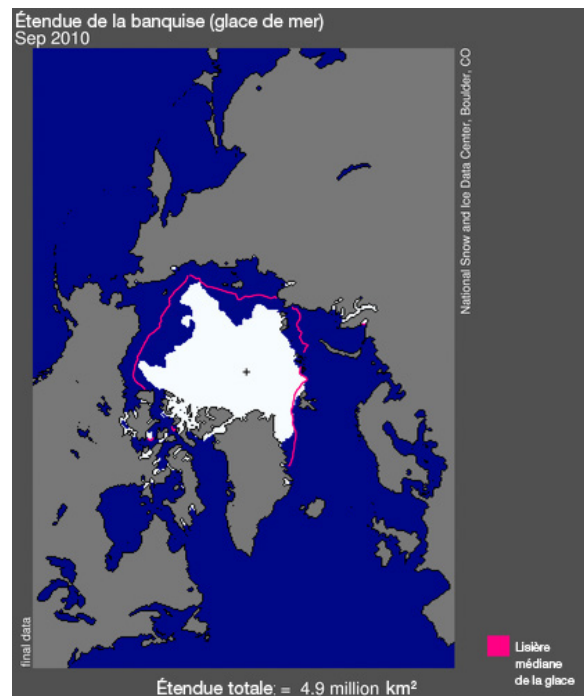 Étendue de la banquise (glace de mer)
Sep 2010
National Snow and Ice Data Center, Boulder, CO
final data
Lisière
médiane
de la glace
Étendue totale: = 4.9 million km²